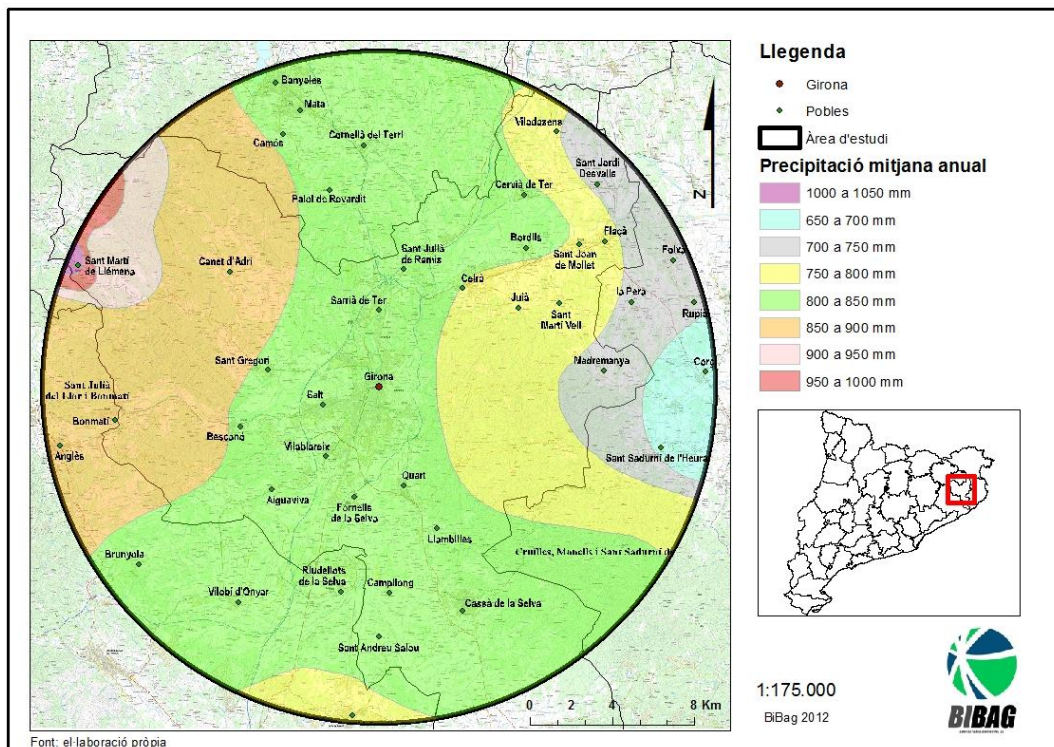 Banyoles
Mata
Camós
Cornellà del Terri
Palol de Revardit
Viladasens
Sant Jordi
Desvalls
Cervià de Ter
Bordils
Flaçà
Sant Joan
de Mollet
Foixà
Sant Julià
de Ramis
Celrà
Juià
Sant
Martí Vell
la Pera
Rupià
Sant Martí
de Llémena
Canet d'Adri
Sarrià de Ter
Sant Gregori
Girona
Madremanya
Corç
Sant Julià
del Llor i Bonmatí
Bonmatí
Salt
Bescanó
Anglès
Vilablareix
Sant Sadurní de l'Heura
Quart
Aiguaviva
Fornells
de la Selva
Llambilles
Cruïlles, Monells i Sant Sadurní de
Brunyola
Riudellots
de la Selva
Campllong
Vilobí d'Onyar
Cassà de la Selva
Sant Andreu Salou
N
0 2 4 8 Km
Font: el·laboració pròpia
Llegenda
Girona
Pobles
Àrea d'estudi
Precipitació mitjana anual
1000 a 1050 mm
650 a 700 mm
700 a 750 mm
750 a 800 mm
800 a 850 mm
850 a 900 mm
900 a 950 mm
950 a 1000 mm
1:175.000
BiBag 2012
BIBAG